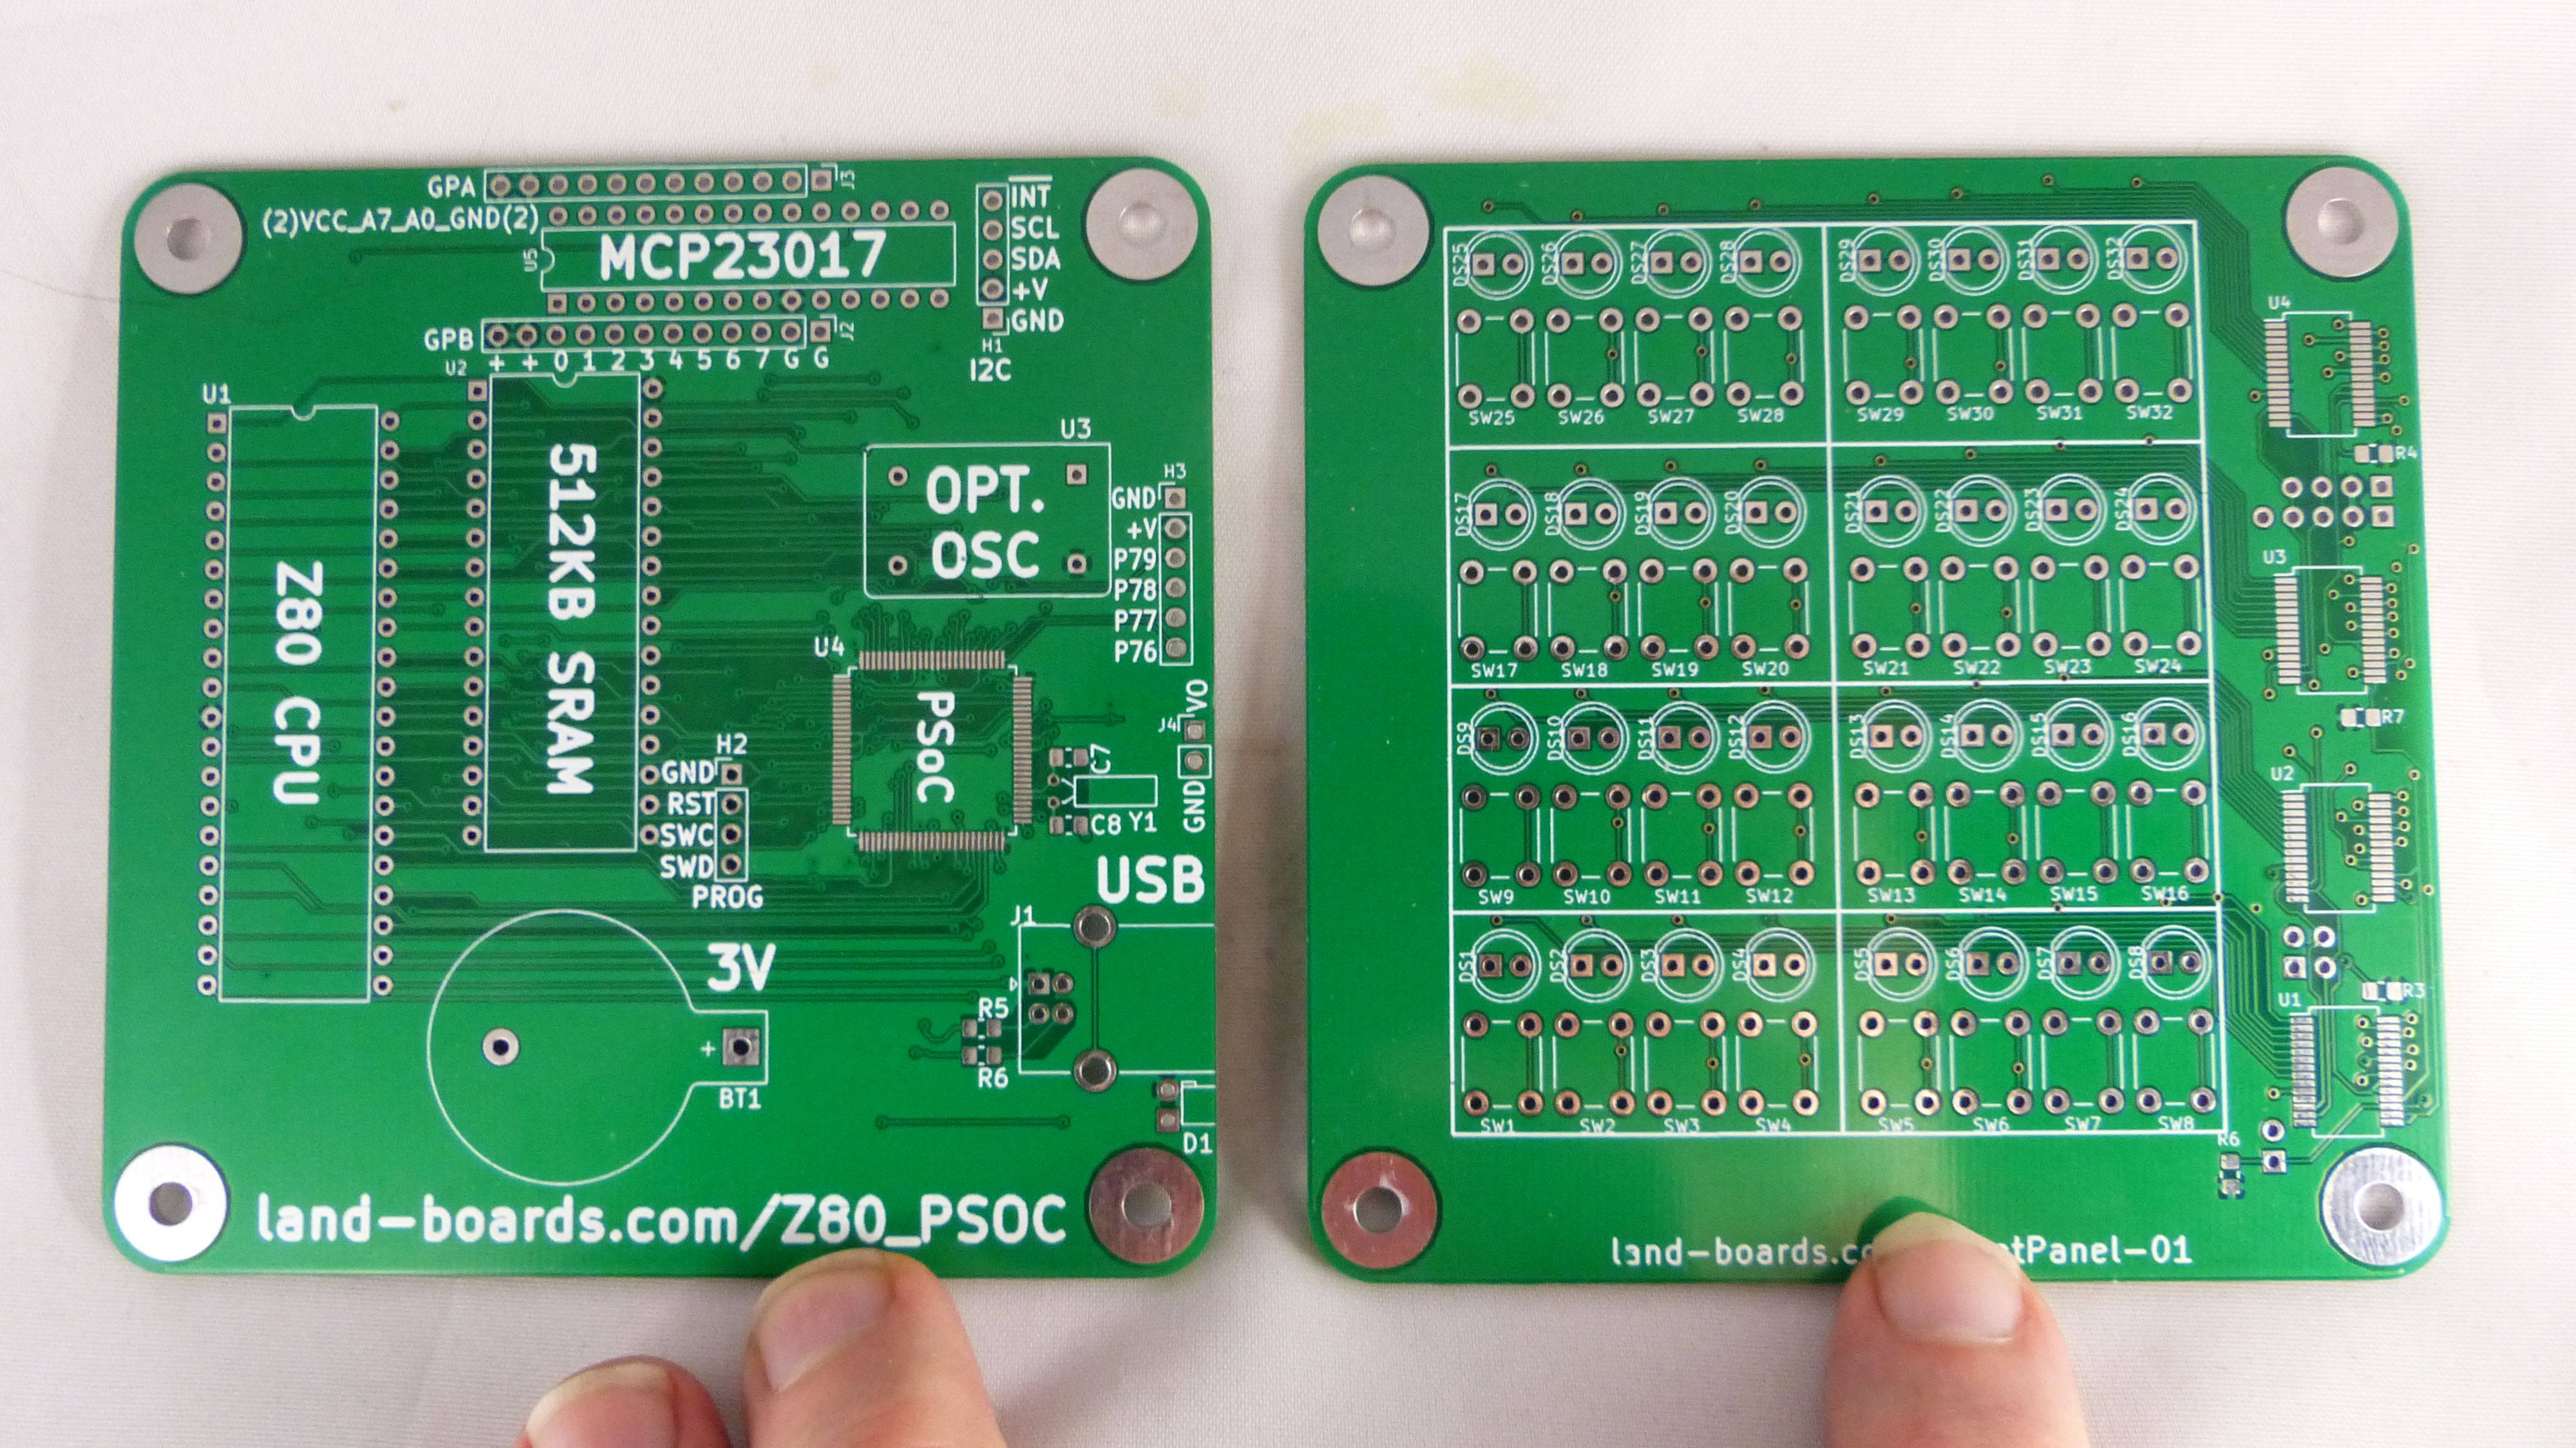 GPA
J3
(2)VCC_A7_A0_GND(2)
U5
MCP23017
GPB
J2
+ + 0 1 2 3 4 5 6 7 G G
INT
SCL
SDA
+V
GND
H1
I2C
U1
Z80 CPU
U2
512KB SRAM
U3
OPT.
OSC
H3
GND
+V
P79
P78
P77
P76
U4
PSoC
H2
GND
RST
SWC
SWD
PROG
J4
VO
GND
C7
C8 Y1
USB
J1
3V
+
BT1
R5
R6
D1
land-boards.com/Z80_PSOC
DS25 DS26 DS27 DS28 DS29 DS30 DS31 DS32
SW25 SW26 SW27 SW28 SW29 SW30 SW31 SW32
DS17 DS18 DS19 DS20 DS21 DS22 DS23 DS24
SW17 SW18 SW19 SW20 SW21 SW22 SW23 SW24
DS9 DS10 DS11 DS12 DS13 DS14 DS15 DS16
SW9 SW10 SW11 SW12 SW13 SW14 SW15 SW16
DS1 DS2 DS3 DS4 DS5 DS6 DS7 DS8
SW1 SW2 SW3 SW4 SW5 SW6 SW7 SW8
U4
R4
U3
R7
U2
U1
R3
R6
land-boards.co
tPanel-01